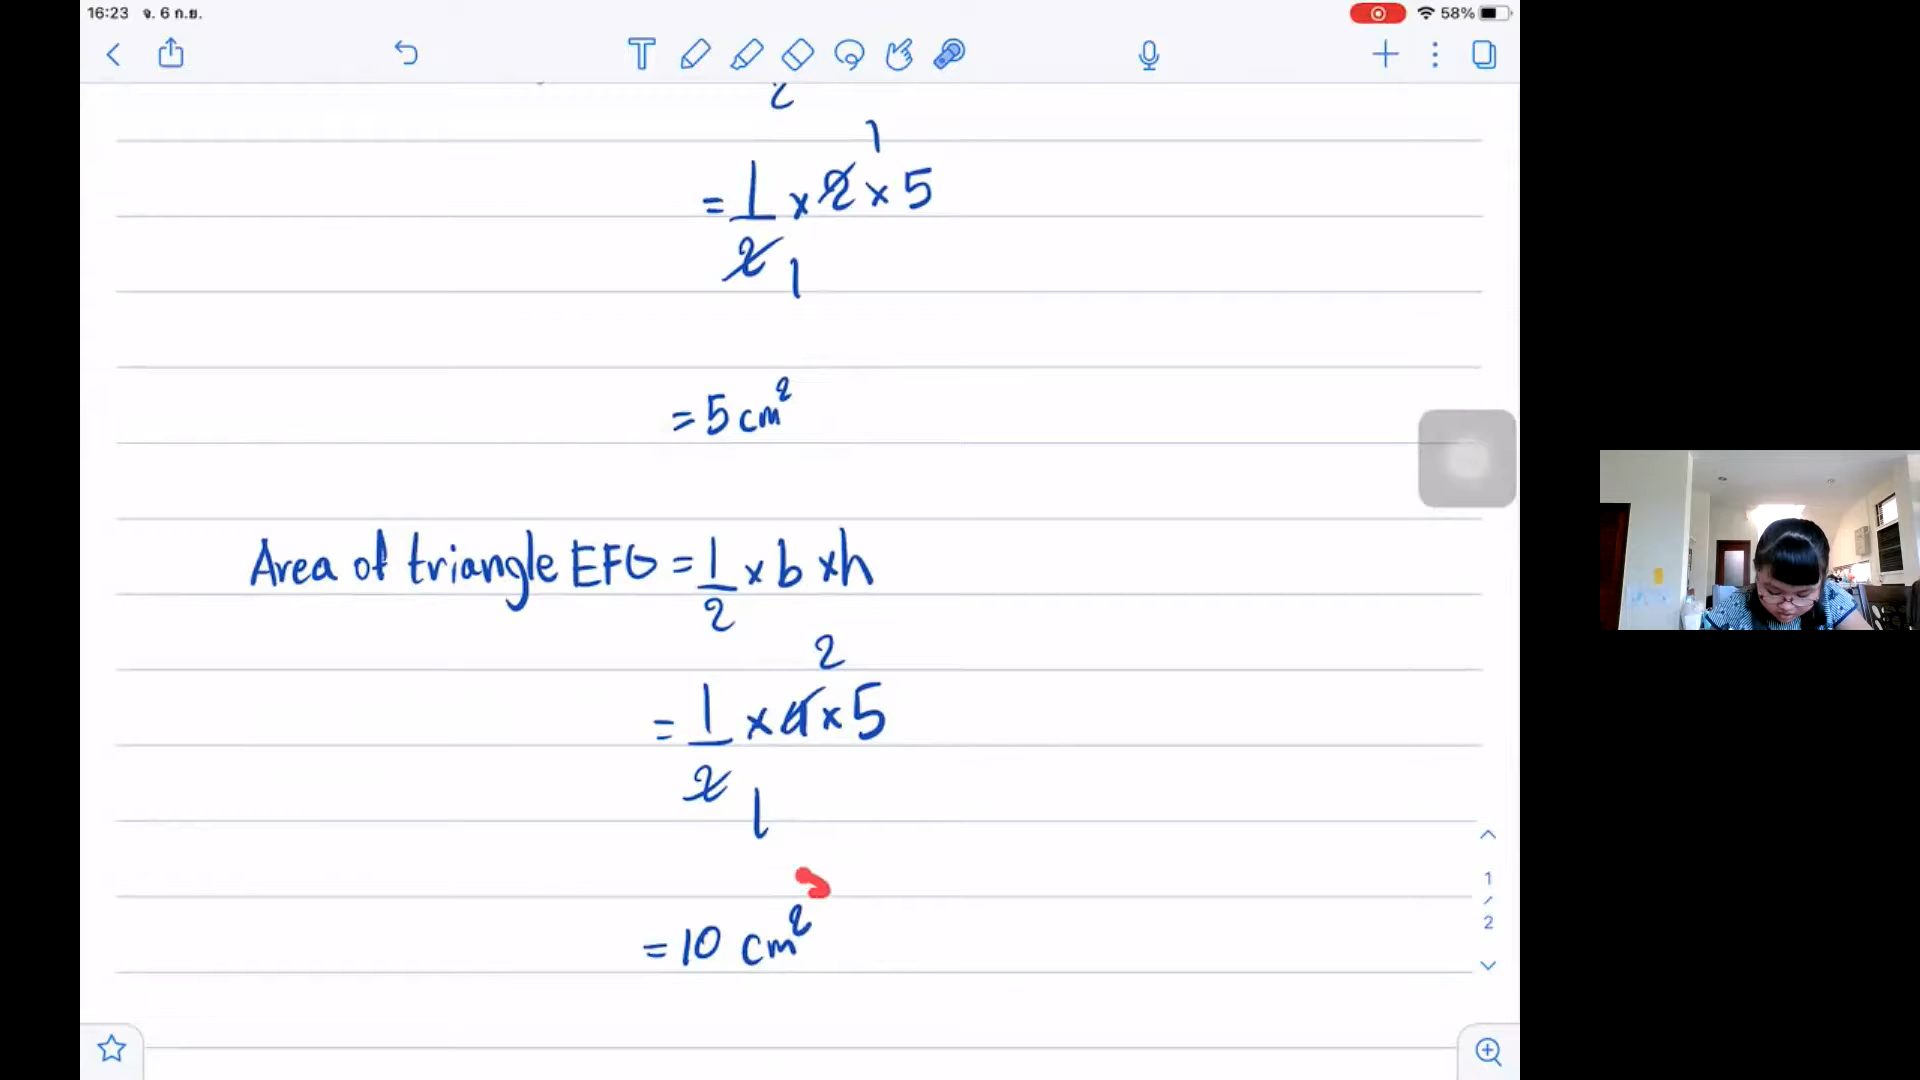 16:23 จ. 6 ก.ย.
58%
T
2
1
= 1/2 × 2 × 5
1
= 5 cm²
Area of triangle EFG = 1/2 × b × h
2
= 1/2 × 4 × 5
1
= 10 cm²
1
/
2